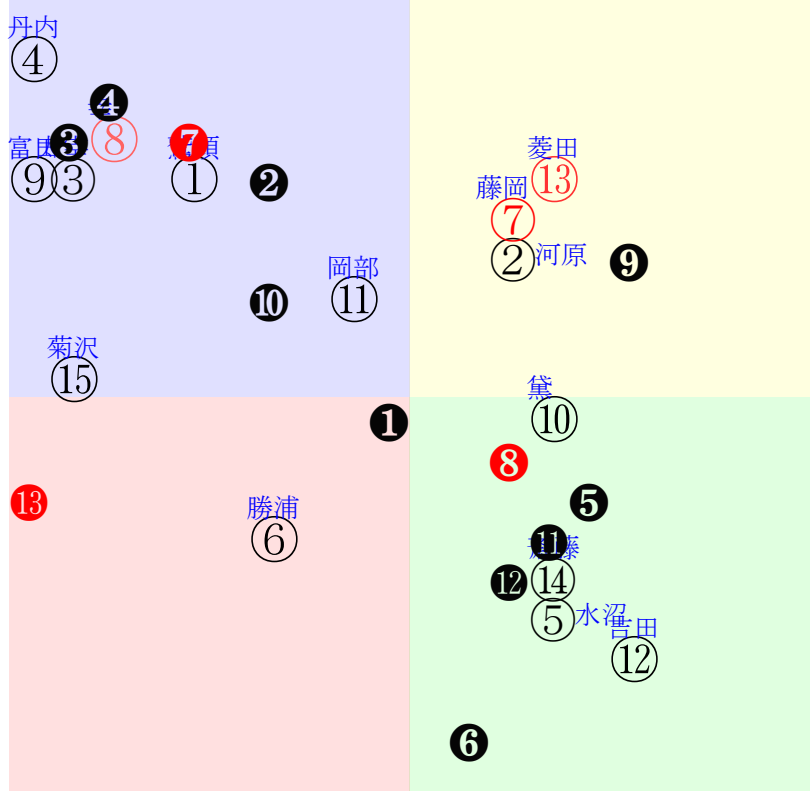 丹内
④
❹
⑧
❸
❼
富田
⑨
③
①
❷
菱田
⑬
藤岡
⑦
②
河原
❾
岡部
❿
⑪
菊沢
⑮
黛
⑩
❶
❽
⓭
勝浦
⑥
❺
⓫
⓬
⑭
⑤
水沼
吉田
⑫
❻